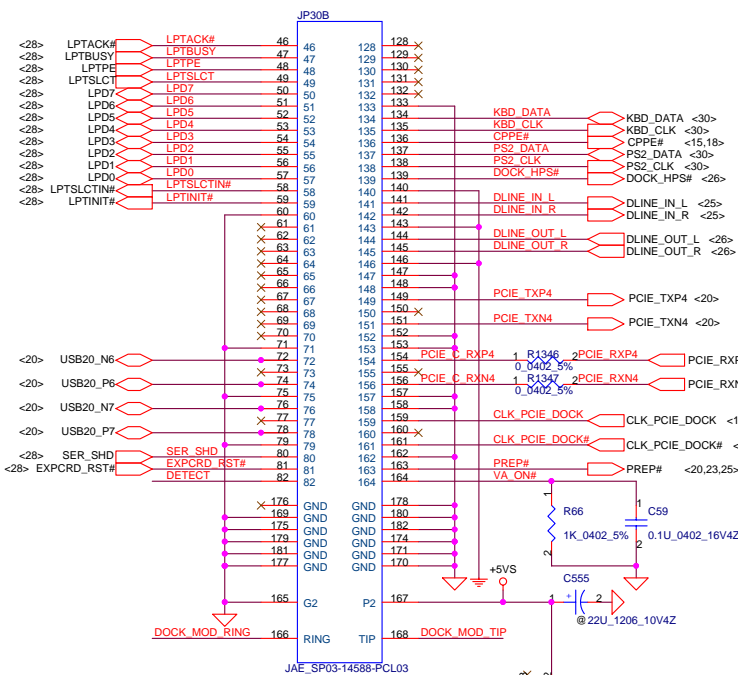 JP30B
<28> LPTACK# LPTACK# 46 46 128 128
<28> LPTBUSY LPTBUSY 47 47 129 129
<28> LPTPE LPTPE 48 48 130 130
<28> LPTSLCT LPTSLCT 49 49 131 131
<28> LPD7 LPD7 50 50 132 132
<28> LPD6 LPD6 51 51 133 133
<28> LPD5 LPD5 52 52 134 134 KBD_DATA KBD_DATA <30>
<28> LPD4 LPD4 53 53 135 135 KBD_CLK KBD_CLK <30>
<28> LPD3 LPD3 54 54 136 136 CPPE# CPPE# <15,18>
<28> LPD2 LPD2 55 55 137 137 PS2_DATA PS2_DATA <30>
<28> LPD1 LPD1 56 56 138 138 PS2_CLK PS2_CLK <30>
<28> LPD0 LPD0 57 57 139 139 DOCK_HPS# DOCK_HPS# <26>
<28> LPTSLCTIN# LPTSLCTIN# 58 58 140 140
<28> LPTINIT# LPTINIT# 59 59 141 141 DLINE_IN_L DLINE_IN_L <25>
60 60 142 142 DLINE_IN_R DLINE_IN_R <25>
61 61 143 143
62 62 144 144 DLINE_OUT_L DLINE_OUT_L <26>
63 63 145 145 DLINE_OUT_R DLINE_OUT_R <26>
64 64 146 146
65 65 147 147
66 66 148 148
67 67 149 149 PCIE_TXP4 PCIE_TXP4 <20>
68 68 150 150
69 69 151 151 PCIE_TXN4 PCIE_TXN4 <20>
70 70 152 152
71 71 153 153
<20> USB20_N6 72 72 154 154 PCIE_C_RXP4 1 R1346 2 PCIE_RXP4 PCIE_RXP
0_0402_5%
73 73 155 155
<20> USB20_P6 74 74 156 156 PCIE_C_RXN4 1 R1347 2 PCIE_RXN4 PCIE_RXN
0_0402_5%
75 75 157 157
<20> USB20_N7 76 76 158 158
77 77 159 159 CLK_PCIE_DOCK CLK_PCIE_DOCK <1
<20> USB20_P7 78 78 160 160
79 79 161 161 CLK_PCIE_DOCK# CLK_PCIE_DOCK# <
<28> SER_SHD SER_SHD 80 80 162 162
<28> EXPCRD_RST# EXPCRD_RST# 81 81 163 163 PREP# PREP# <20,23,25>
DETECT 82 82 164 164 VA_ON#
176 GND GND 178
169 GND GND 180
175 GND GND 182
179 GND GND 174
181 GND GND 171
177 GND GND 170
1 R66 2 1K_0402_5%
1 C59 2 0.1U_0402_16V4Z
+5VS
165 G2 P2 167
1 + C555 2
@22U_1206_10V4Z
DOCK_MOD_RING 166 RING TIP 168 DOCK_MOD_TIP
JAE_SP03-14588-PCL03